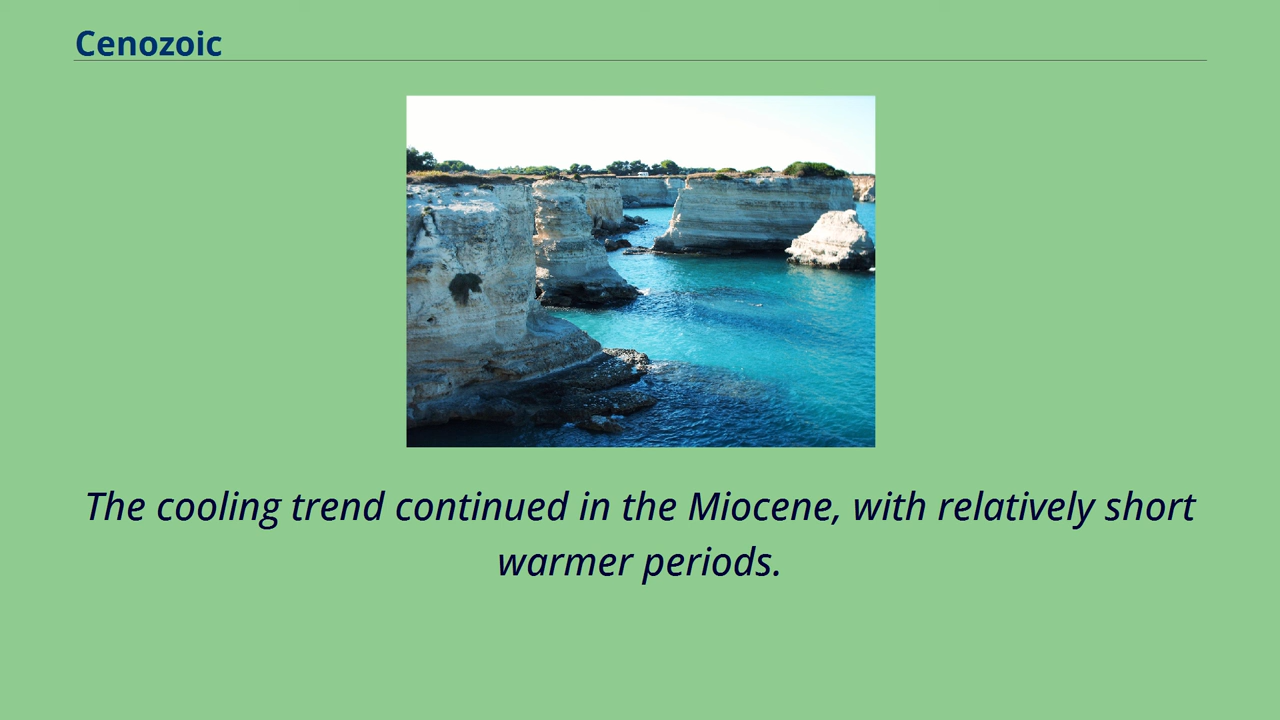 Cenozoic
The cooling trend continued in the Miocene, with relatively short
warmer periods.